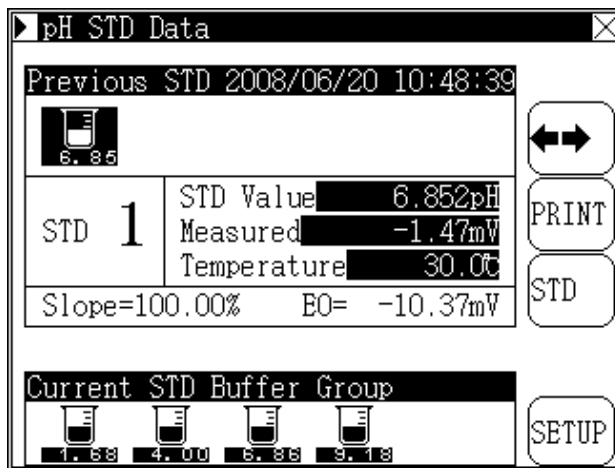 pH STD Data
Previous STD 2008/06/20 10:48:39
6.85
STD 1
STD Value 6.852pH
Measured -1.47mV
Temperature 30.0℃
Slope=100.00% E0= -10.37mV
PRINT
STD
Current STD Buffer Group
1.68 4.00 6.86 9.18
SETUP